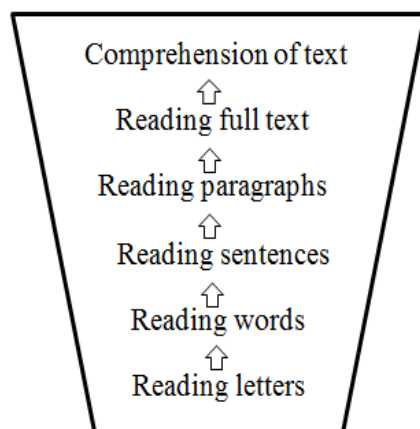 Comprehension of text
Reading full text
Reading paragraphs
Reading sentences
Reading words
Reading letters